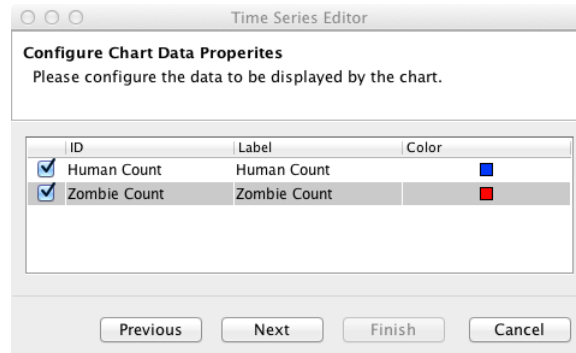 Time Series Editor
Configure Chart Data Properites
Please configure the data to be displayed by the chart.
ID Label Color
Human Count Human Count
Zombie Count Zombie Count
Previous Next Finish Cancel